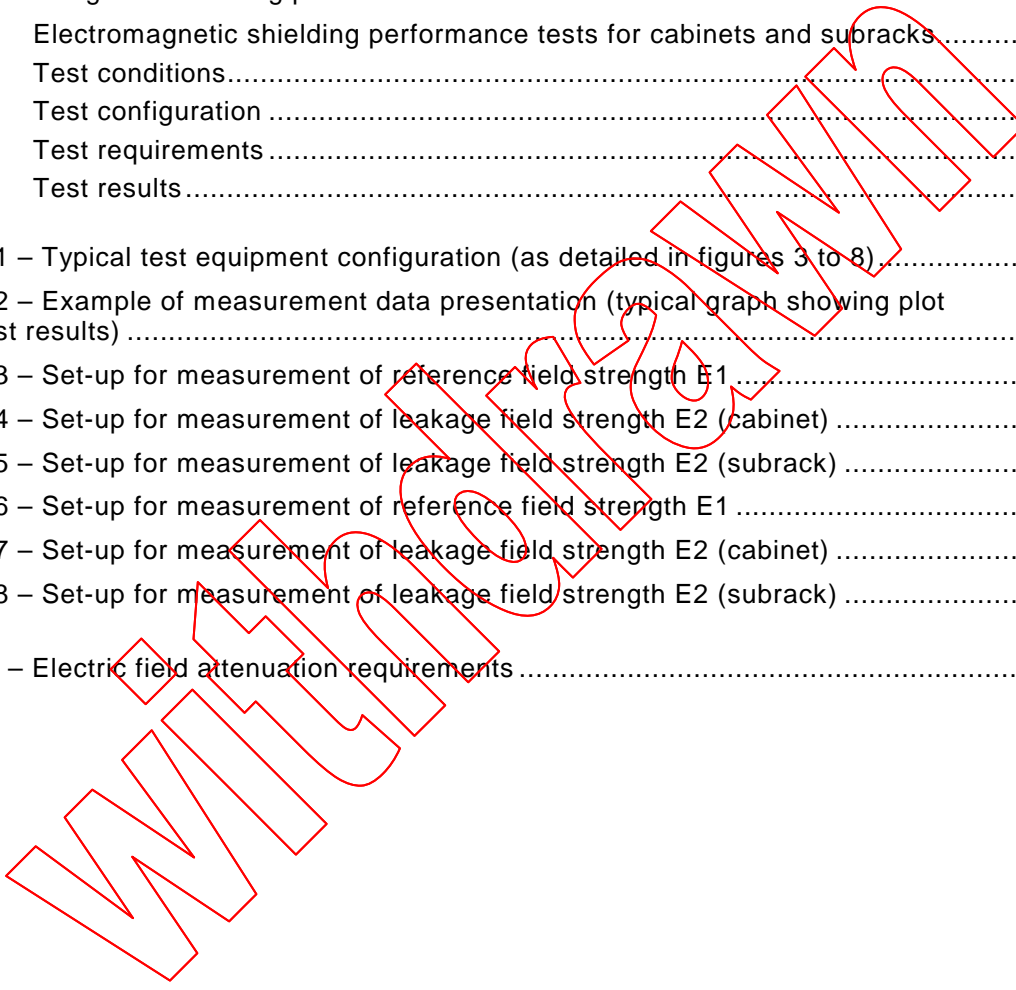 Electromagnetic shielding performance tests for cabinets and subracks..........
Test conditions................................................................................................
Test configuration ...........................................................................................
Test requirements ...........................................................................................
Test results.....................................................................................................
1 – Typical test equipment configuration (as detailed in figures 3 to 8).................
2 – Example of measurement data presentation (typical graph showing plot
st results) ..........................................................................................................
3 – Set-up for measurement of reference field strength E1..................................
4 – Set-up for measurement of leakage field strength E2 (cabinet) ......................
5 – Set-up for measurement of leakage field strength E2 (subrack) .....................
6 – Set-up for measurement of reference field strength E1 ..................................
7 – Set-up for measurement of leakage field strength E2 (cabinet) ......................
8 – Set-up for measurement of leakage field strength E2 (subrack) .....................
– Electric field attenuation requirements ............................................................
withdrawn